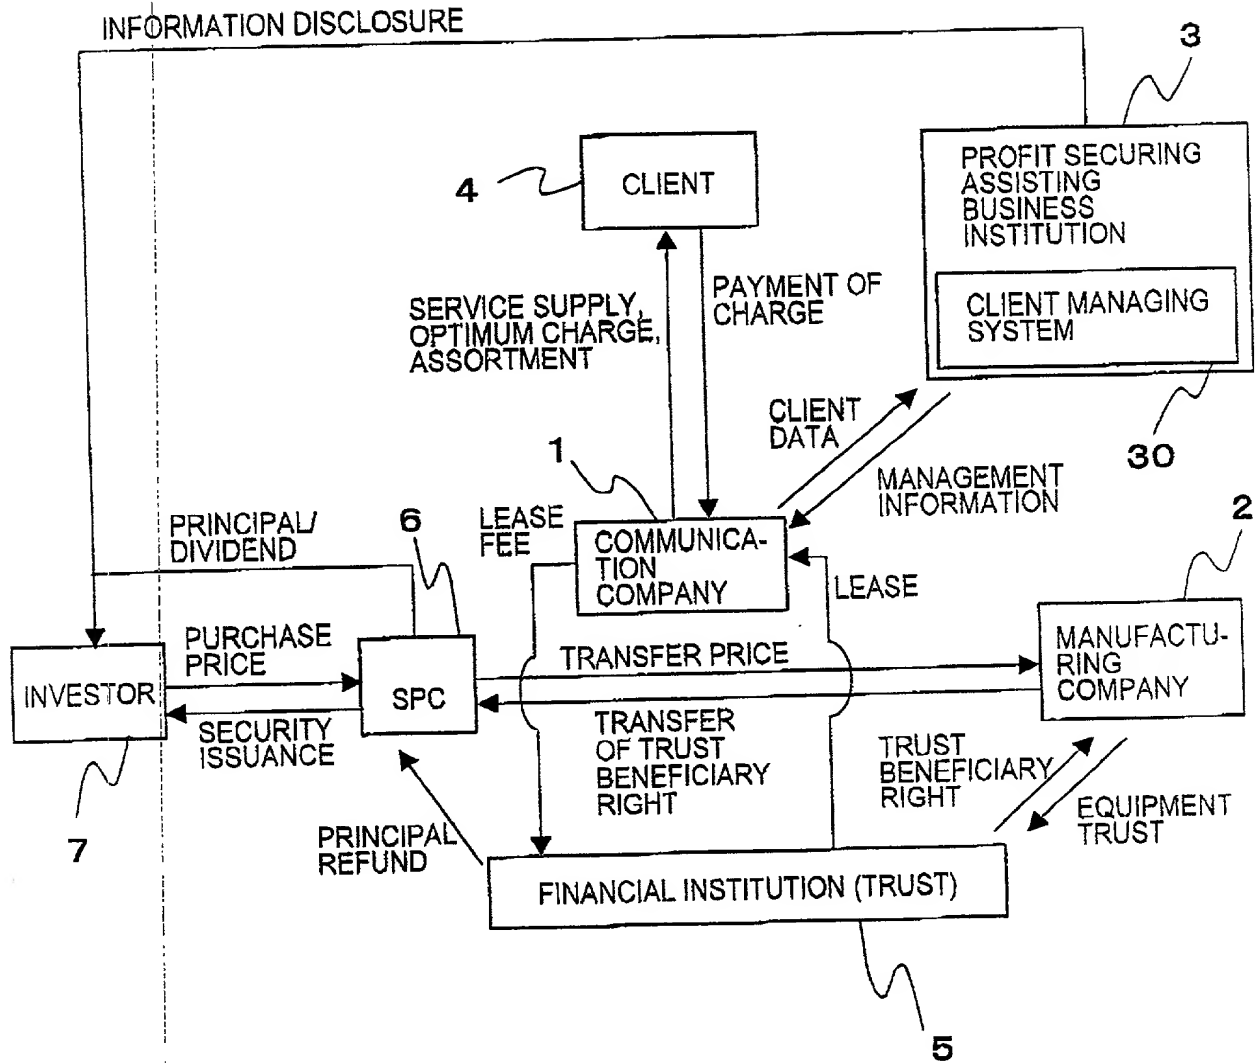 INFORMATION DISCLOSURE
3
PROFIT SECURING
ASSISTING
BUSINESS
INSTITUTION
CLIENT MANAGING
SYSTEM
30
4
CLIENT
SERVICE SUPPLY,
OPTIMUM CHARGE,
ASSORTMENT
PAYMENT OF
CHARGE
CLIENT
DATA
MANAGEMENT
INFORMATION
1
COMMUNICA-
TION
COMPANY
LEASE
FEE
LEASE
PRINCIPAL/
DIVIDEND
6
2
MANUFACTU-
RING
COMPANY
PURCHASE
PRICE
TRANSFER PRICE
INVESTOR
SPC
SECURITY
ISSUANCE
TRANSFER
OF TRUST
BENEFICIARY
RIGHT
TRUST
BENEFICIARY
RIGHT
EQUIPMENT
TRUST
7
PRINCIPAL
REFUND
FINANCIAL INSTITUTION (TRUST)
5